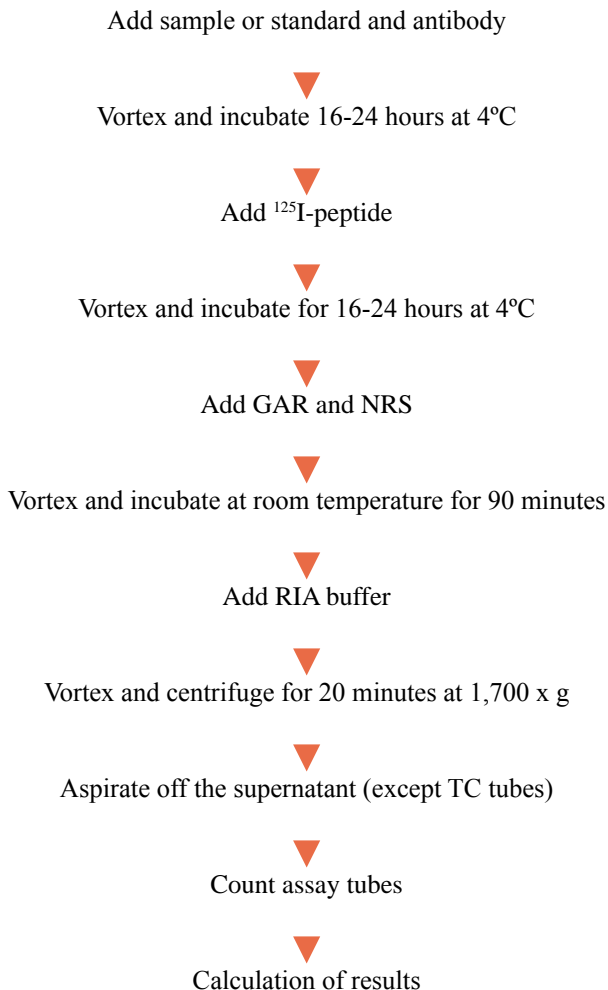 Add sample or standard and antibody
Vortex and incubate 16-24 hours at 4ºC
Add ¹²⁵I-peptide
Vortex and incubate for 16-24 hours at 4ºC
Add GAR and NRS
Vortex and incubate at room temperature for 90 minutes
Add RIA buffer
Vortex and centrifuge for 20 minutes at 1,700 x g
Aspirate off the supernatant (except TC tubes)
Count assay tubes
Calculation of results